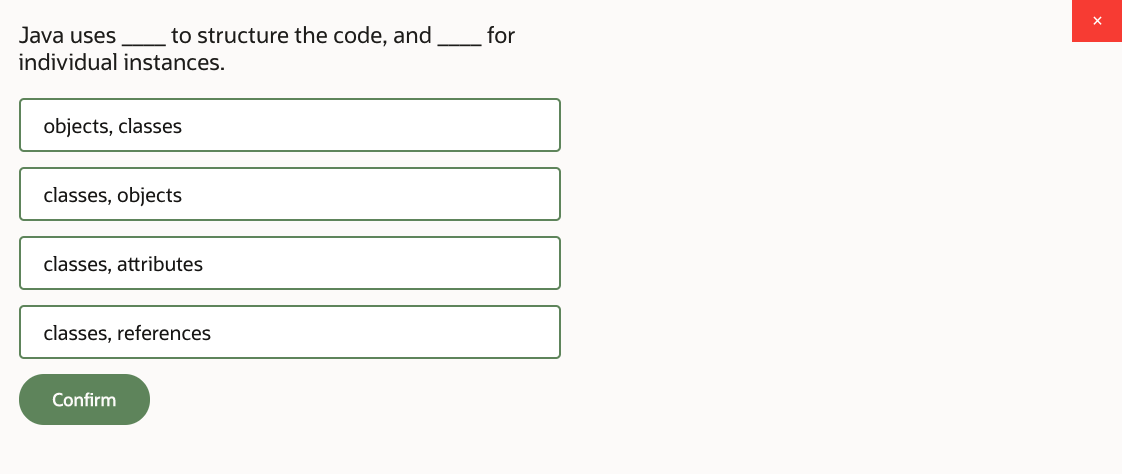 Java uses ____ to structure the code, and ____ for
individual instances.
×
objects, classes
classes, objects
classes, attributes
classes, references
Confirm